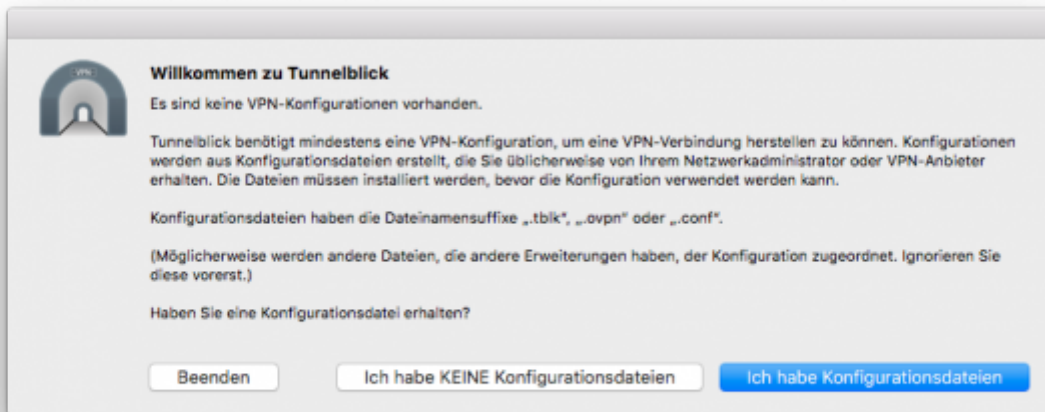 VPN
Willkommen zu Tunnelblick
Es sind keine VPN-Konfigurationen vorhanden.
Tunnelblick benötigt mindestens eine VPN-Konfiguration, um eine VPN-Verbindung herstellen zu können. Konfigurationen
werden aus Konfigurationsdateien erstellt, die Sie üblicherweise von Ihrem Netzwerkadministrator oder VPN-Anbieter
erhalten. Die Dateien müssen installiert werden, bevor die Konfiguration verwendet werden kann.
Konfigurationsdateien haben die Dateinamensuffixe „.tblk“, „.ovpn“ oder „.conf“.
(Möglicherweise werden andere Dateien, die andere Erweiterungen haben, der Konfiguration zugeordnet. Ignorieren Sie
diese vorerst.)
Haben Sie eine Konfigurationsdatei erhalten?
Beenden
Ich habe KEINE Konfigurationsdateien
Ich habe Konfigurationsdateien